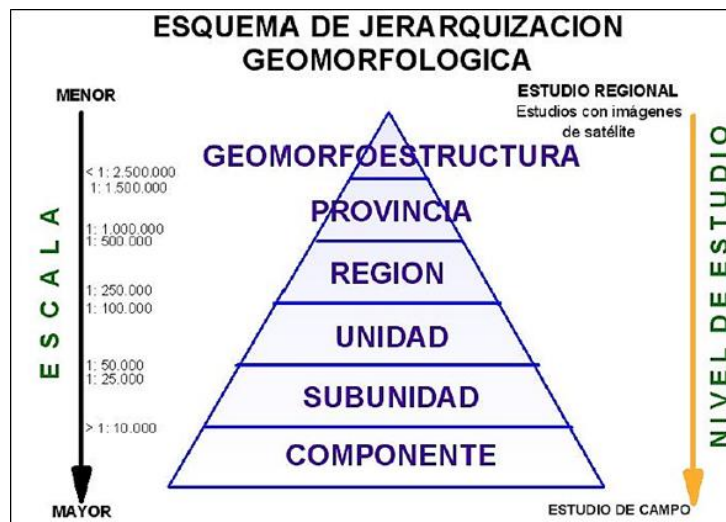 ESQUEMA DE JERARQUIZACION
GEOMORFOLOGICA
MENOR
ESTUDIO REGIONAL
Estudios con imágenes
de satélite
GEOMORFOESTRUCTURA
< 1: 2.500.000
1: 1.500.000
PROVINCIA
1: 1,000.000
1: 500.000
REGION
1: 250.000
1: 100.000
UNIDAD
1: 50.000
1: 25.000
SUBUNIDAD
> 1: 10.000
COMPONENTE
MAYOR
ESTUDIO DE CAMPO
ESCALA
NIVEL DE ESTUDIO